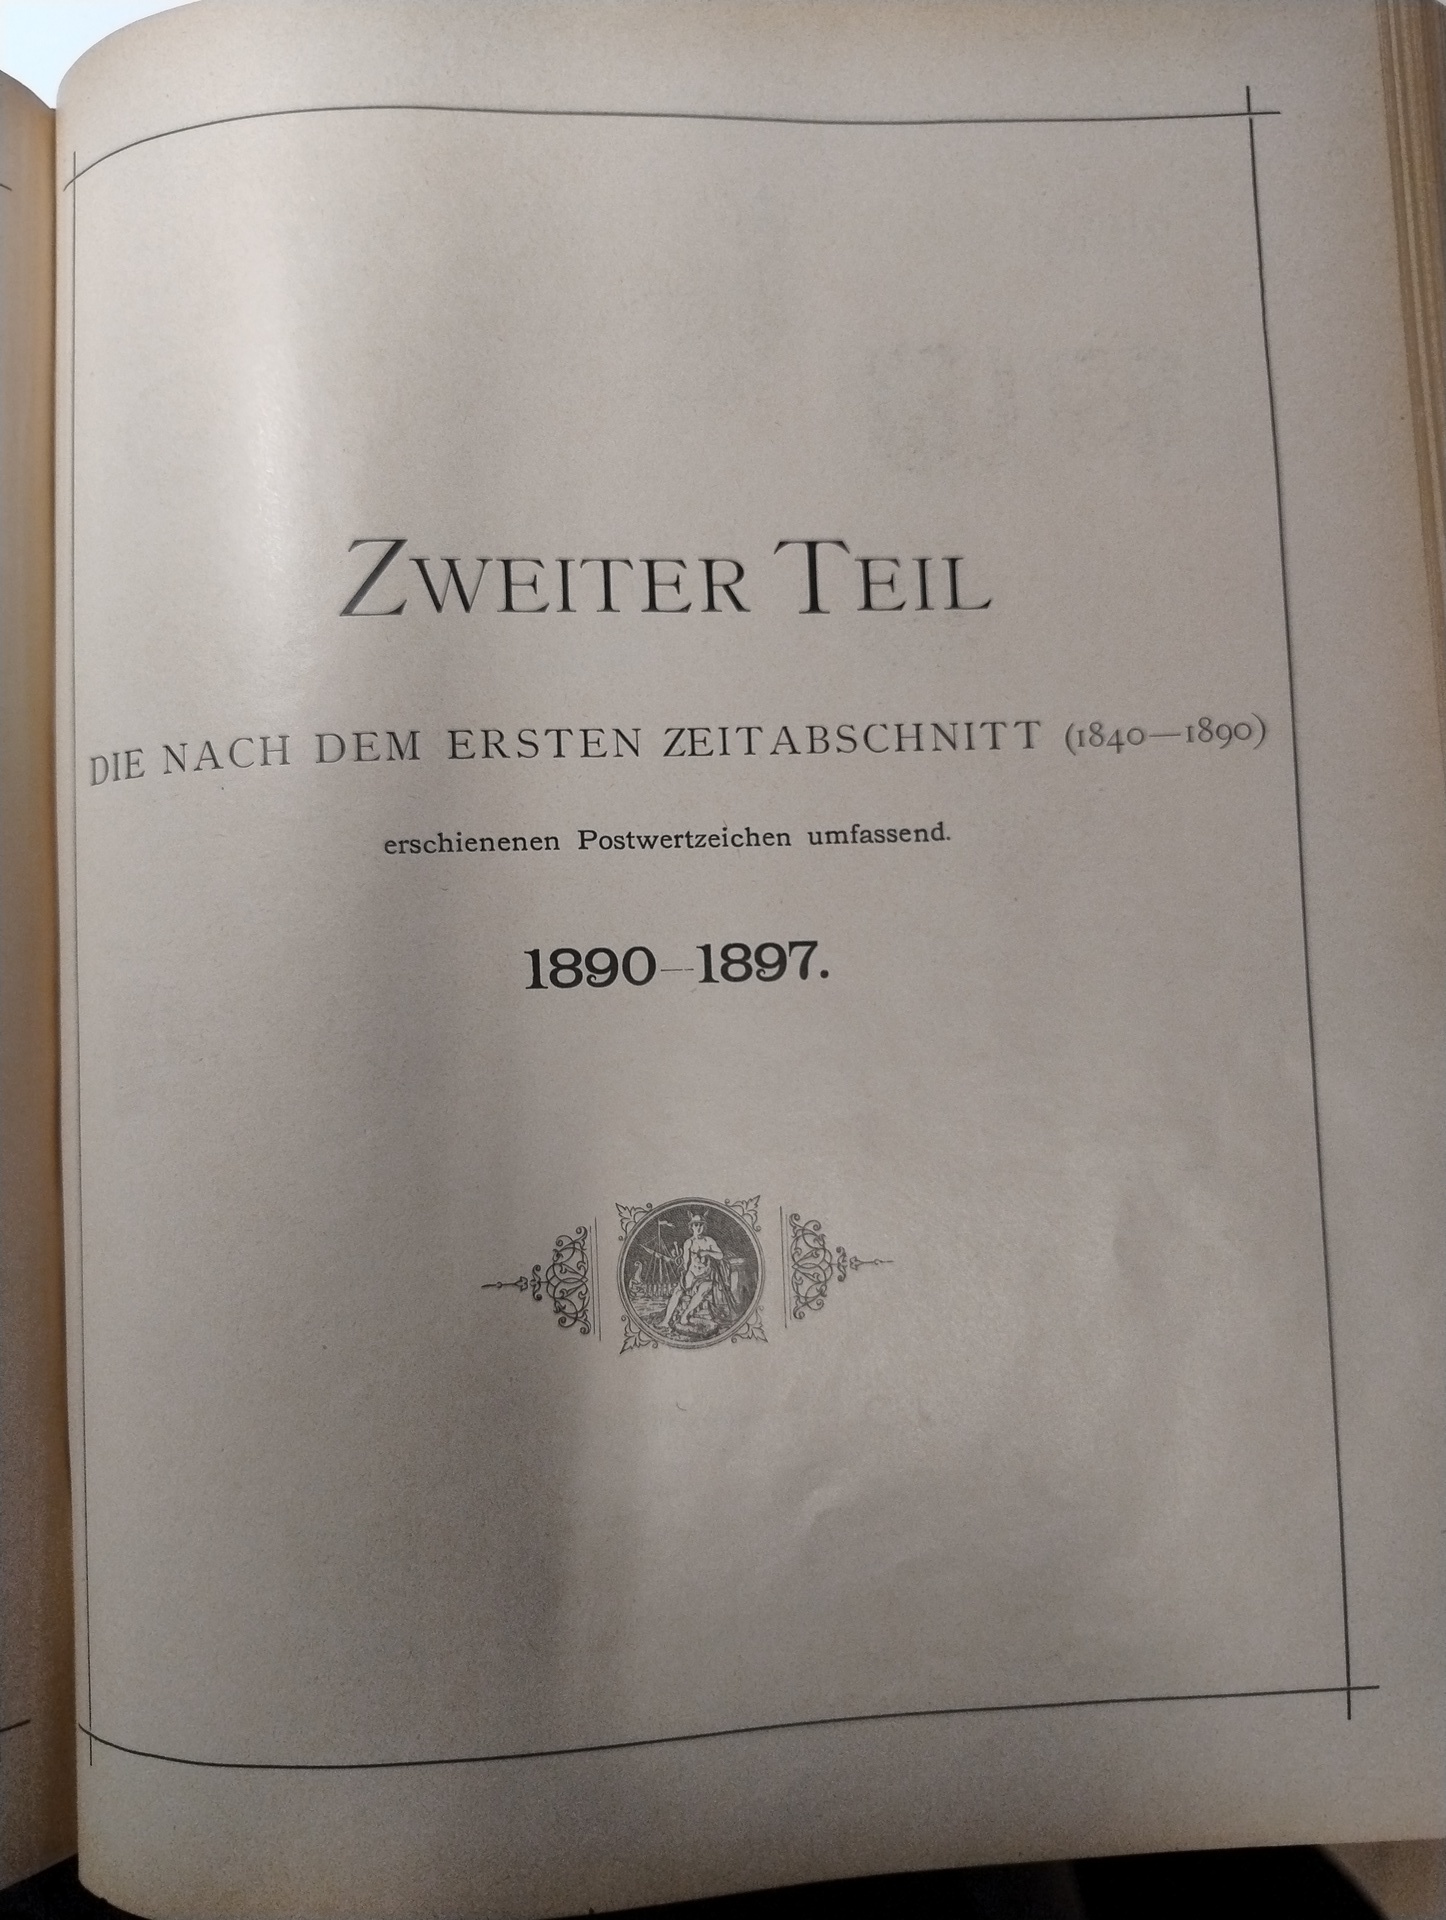 ZWEITER TEIL
DIE NACH DEM ERSTEN ZEITABSCHNITT (1840—1890)
erschienenen Postwertzeichen umfassend.
1890—1897.